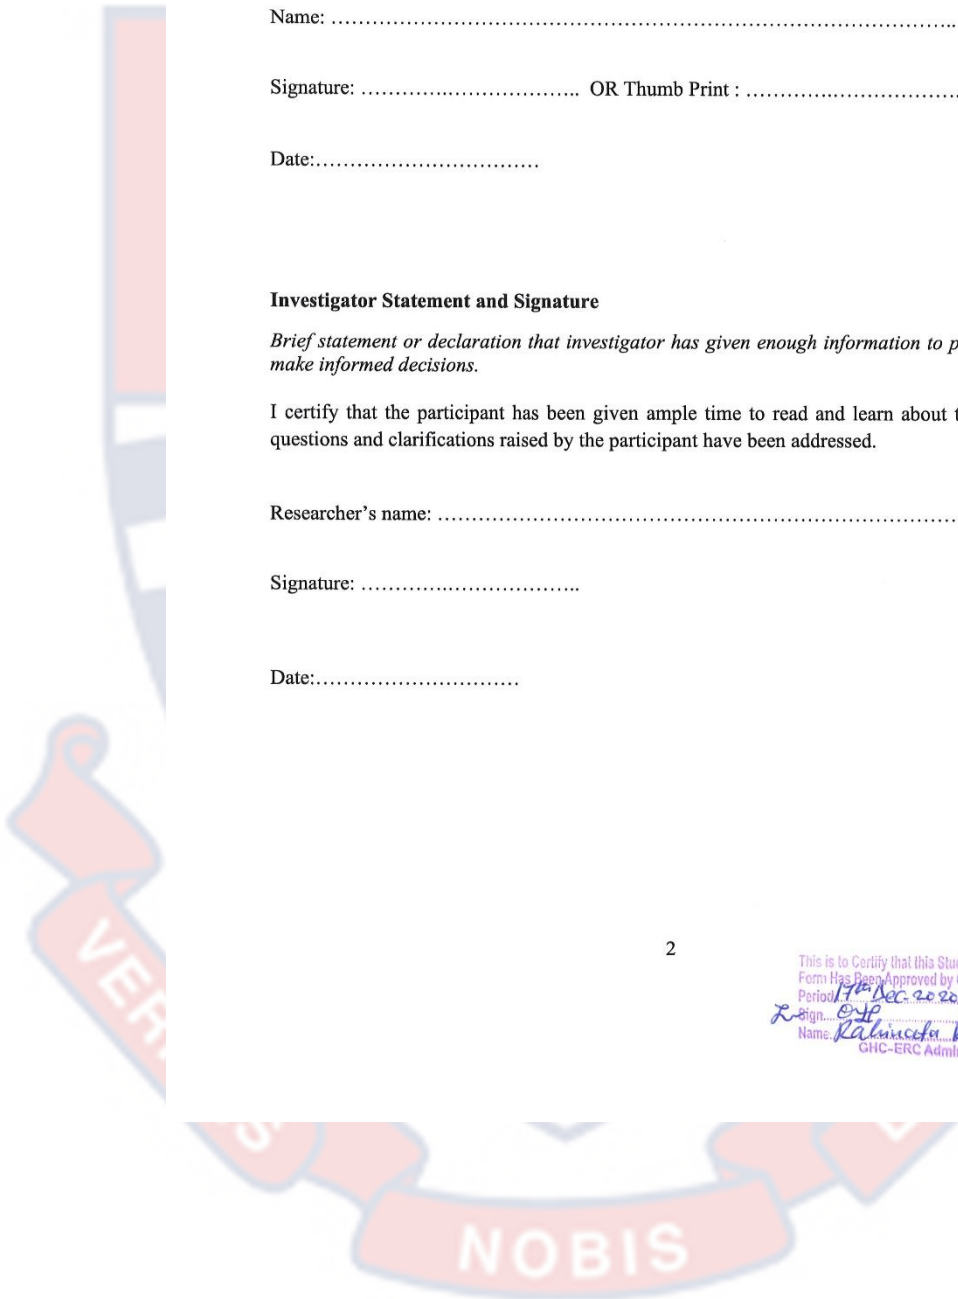 Name: ………………………………………………………………………………..
Signature: ………………………….. OR Thumb Print : ………………………….
Date:……………………………
Investigator Statement and Signature
Brief statement or declaration that investigator has given enough information to p
make informed decisions.
I certify that the participant has been given ample time to read and learn about t
questions and clarifications raised by the participant have been addressed.
Researcher’s name: ……………………………………………………………………
Signature: …………………………..
Date:…………………………
2
This is to Certify that this Stu
Form Has Been Approved by
Period 17th Dec. 2020
Sign....
Name.
GHC-ERC Admi
VERI
S
NOBIS